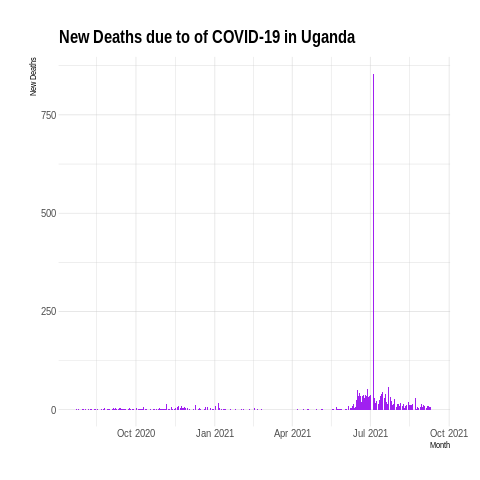 New Deaths due to of COVID-19 in Uganda
New Deaths
750
500
250
0
Oct 2020
Jan 2021
Apr 2021
Jul 2021
Oct 2021
Month